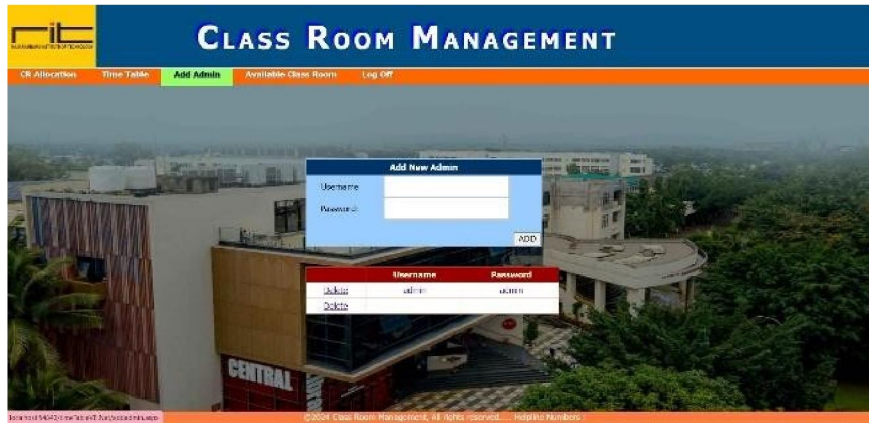 rit
CLASS ROOM MANAGEMENT
CR Allocation Time Table Add Admin Available Class Room Log Off
Add New Admin
Username
Password:
ADD
Username Password
Delete admin admin
Delete
CENTRAL
©2024 Class Room Management, All rights reserved.... Helpline Numbers :